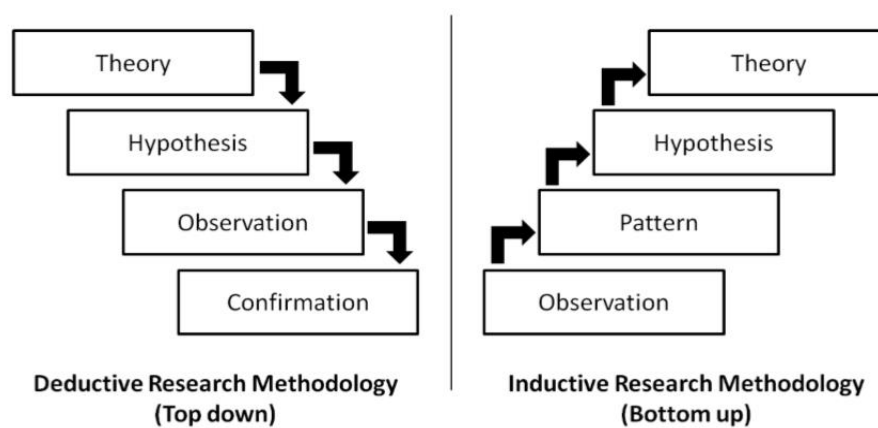 Theory
Hypothesis
Observation
Confirmation
Deductive Research Methodology
(Top down)
Theory
Hypothesis
Pattern
Observation
Inductive Research Methodology
(Bottom up)